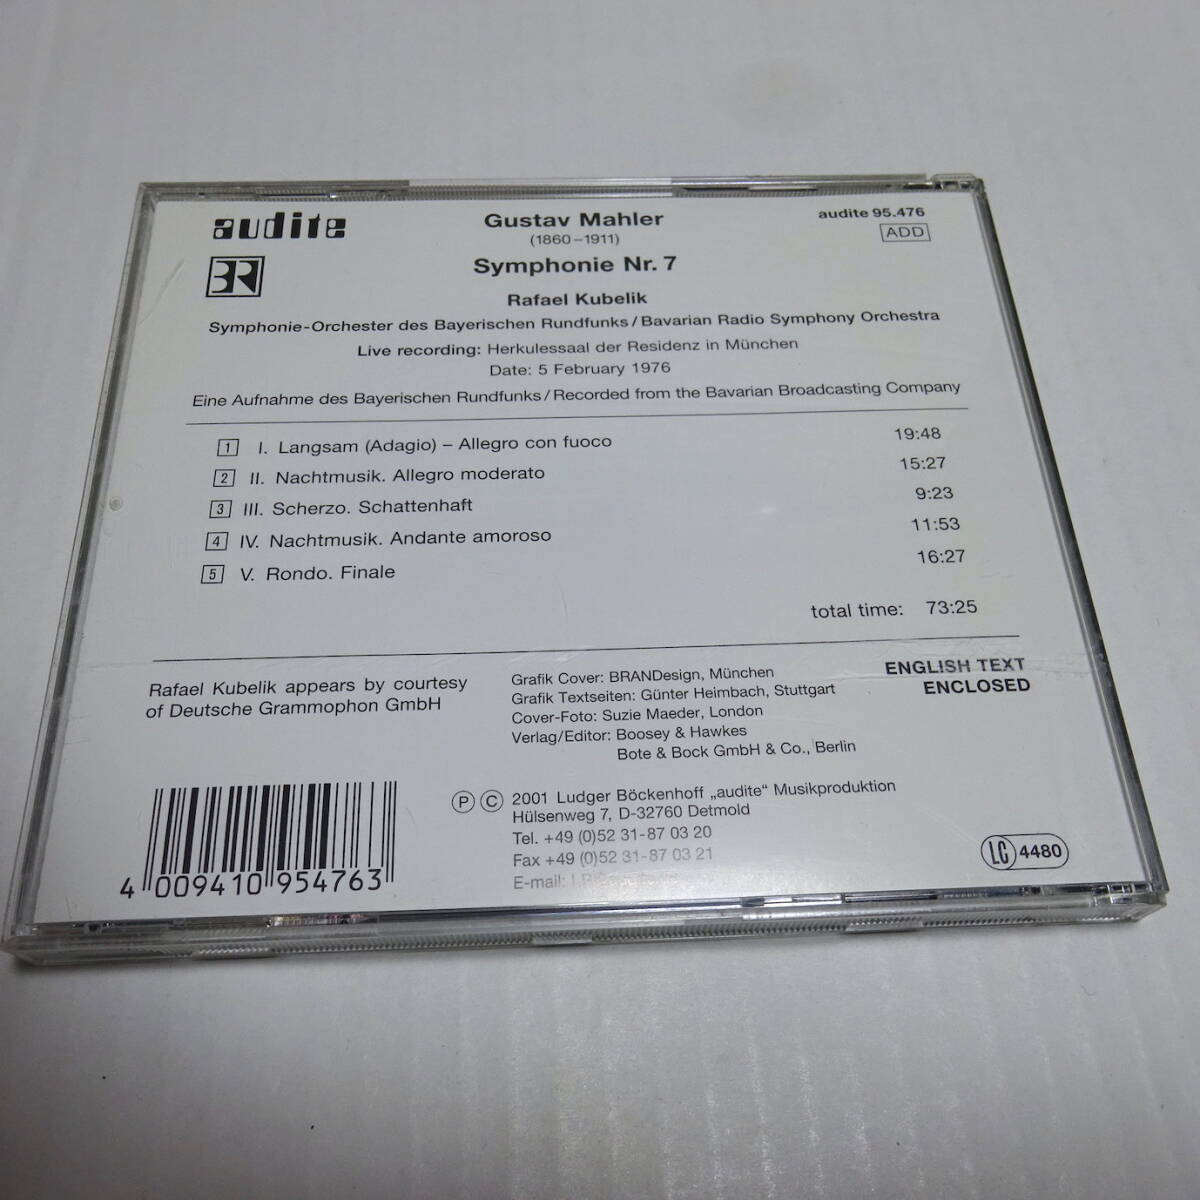 audite
Gustav Mahler
(1860–1911)
audite 95.476
ADD
BR
Symphonie Nr. 7
Rafael Kubelik
Symphonie-Orchester des Bayerischen Rundfunks/Bavarian Radio Symphony Orchestra
Live recording: Herkulessaal der Residenz in München
Date: 5 February 1976
Eine Aufnahme des Bayerischen Rundfunks/Recorded from the Bavarian Broadcasting Company
1 I. Langsam (Adagio) – Allegro con fuoco 19:48
2 II. Nachtmusik. Allegro moderato 15:27
3 III. Scherzo. Schattenhaft 9:23
4 IV. Nachtmusik. Andante amoroso 11:53
5 V. Rondo. Finale 16:27
total time: 73:25
Rafael Kubelik appears by courtesy
of Deutsche Grammophon GmbH
Grafik Cover: BRANDesign, München
Grafik Textseiten: Günter Heimbach, Stuttgart
Cover-Foto: Suzie Maeder, London
Verlag/Editor: Boosey & Hawkes
Bote & Bock GmbH & Co., Berlin
ENGLISH TEXT
ENCLOSED
Ⓟ Ⓒ 2001 Ludger Böckenhoff „audite“ Musikproduktion
Hülsenweg 7, D-32760 Detmold
Tel. +49 (0)52 31-87 03 20
Fax +49 (0)52 31-87 03 21
E-mail:
LC 4480
4 009410 954763